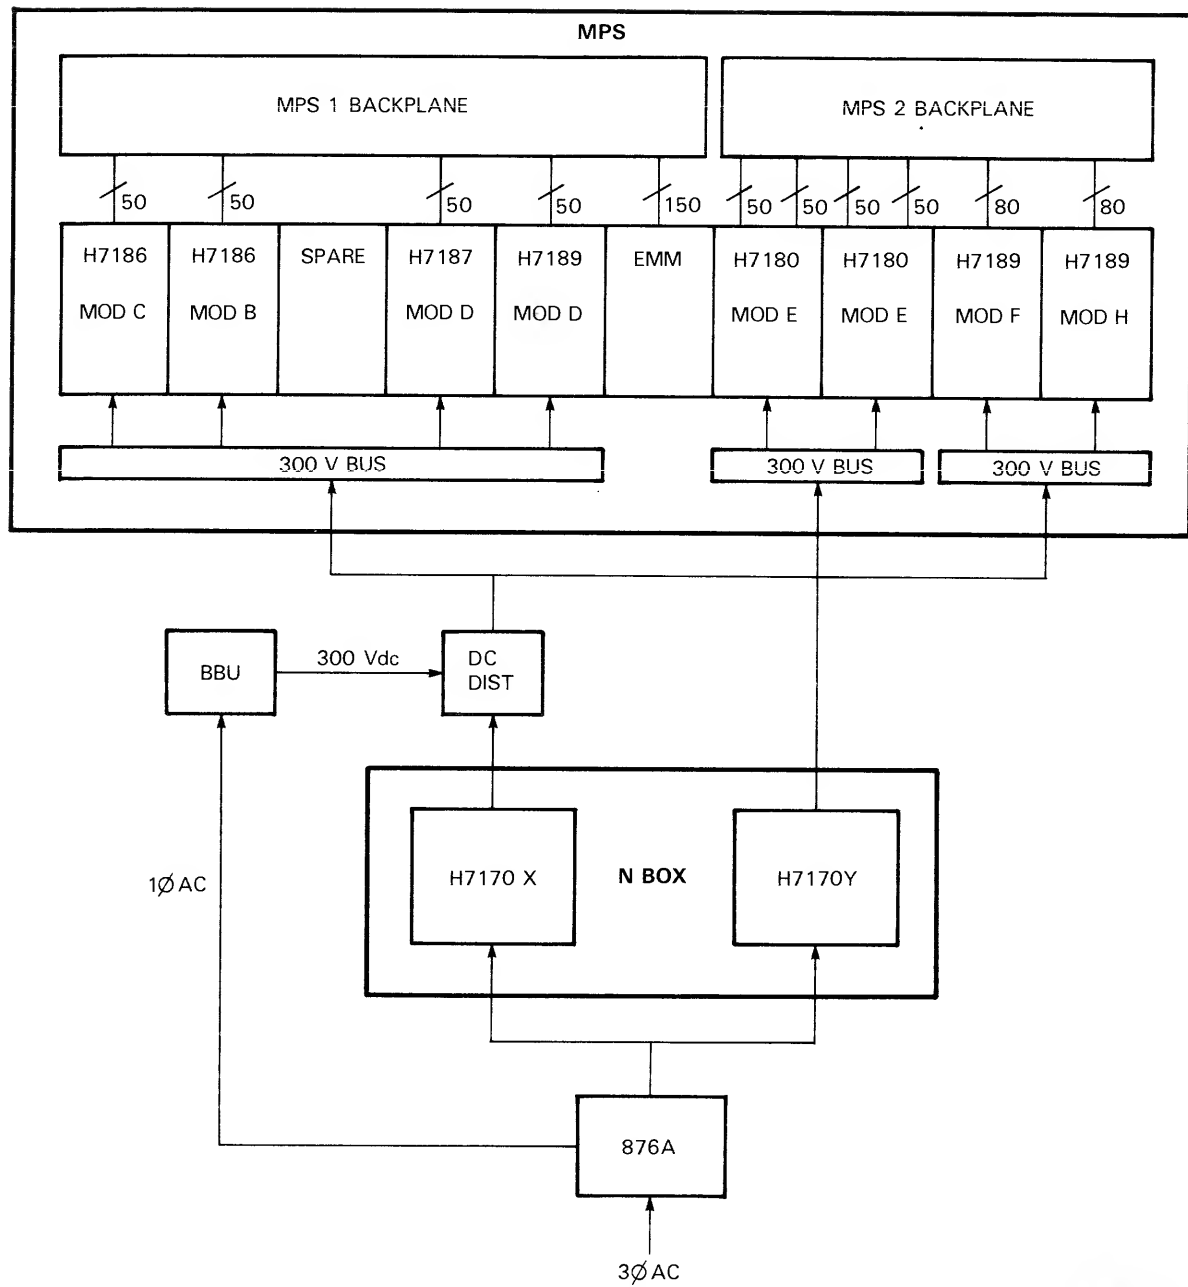 MPS
MPS 1 BACKPLANE
MPS 2 BACKPLANE
50 50 50 50 150 50 50 50 50 80 80
H7186 H7186 SPARE H7187 H7189 EMM H7180 H7180 H7189 H7189
MOD C MOD B MOD D MOD D MOD E MOD E MOD F MOD H
300 V BUS 300 V BUS 300 V BUS
BBU
300 Vdc
DC
DIST
H7170 X
N BOX
H7170Y
1∅ AC
876A
3∅ AC